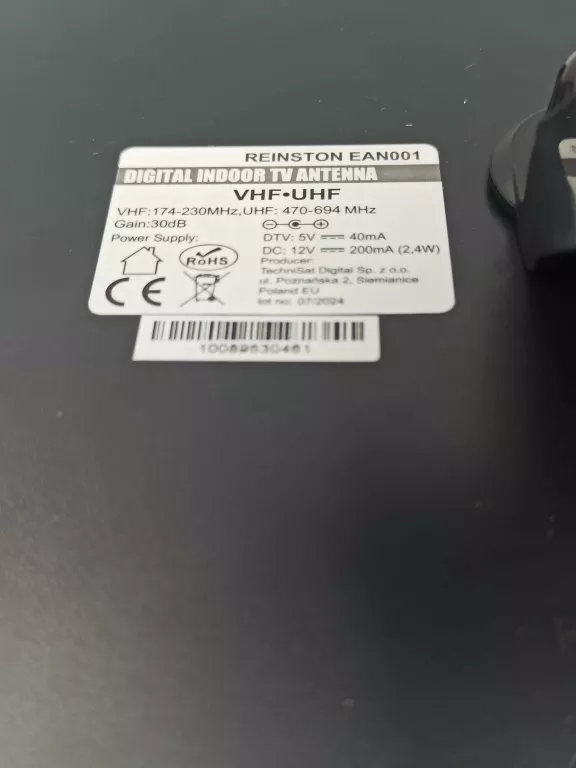 REINSTON EAN001
DIGITAL INDOOR TV ANTENNA
VHF•UHF
VHF:174-230MHz,UHF: 470-694 MHz
Gain:30dB
Power Supply:
DTV: 5V 40mA
DC: 12V 200mA (2,4W)
RoHS
Producer:
TechniSat Digital Sp. z o.o.
ul. Poznańska 2, Siemianice
Poland EU
lot no: 07/2024
CE
10089530461